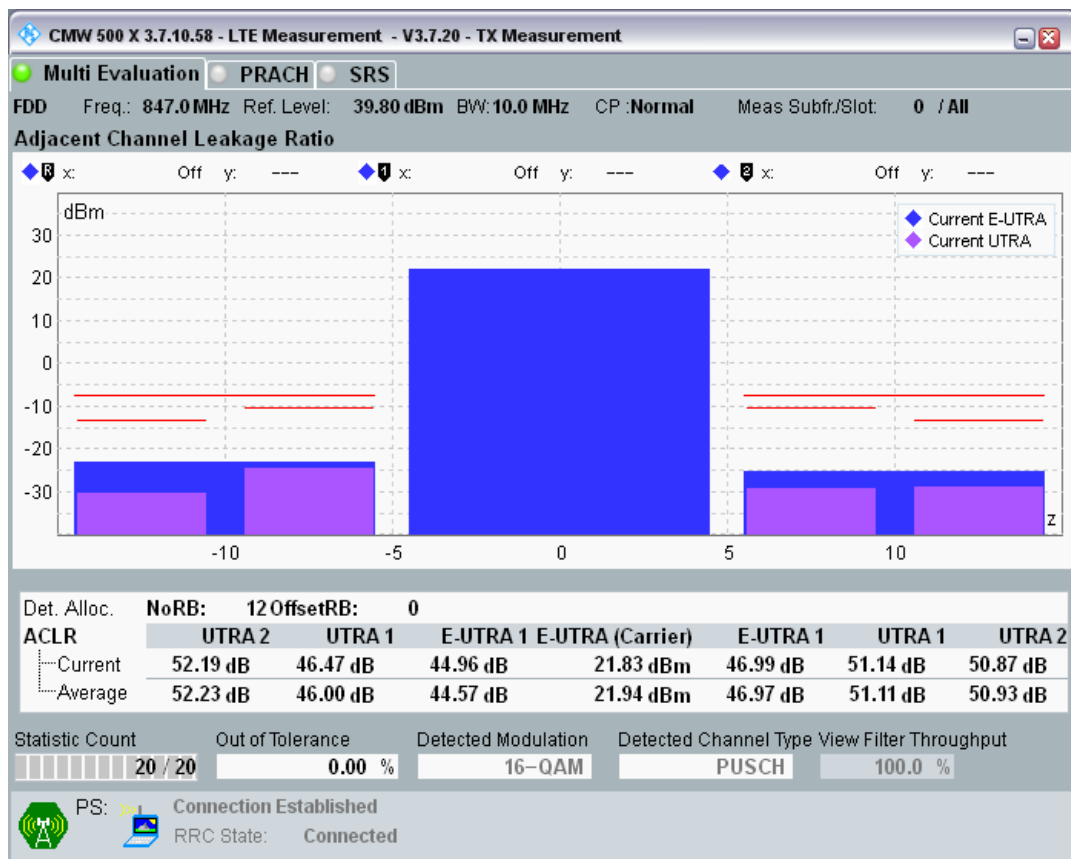 CMW 500 X 3.7.10.58 - LTE Measurement - V3.7.20 - TX Measurement
Multi Evaluation PRACH SRS
FDD Freq.: 847.0 MHz Ref. Level: 39.80 dBm BW: 10.0 MHz CP :Normal Meas Subfr./Slot: 0 / All
Adjacent Channel Leakage Ratio
R x: Off y: --- 1 x: Off y: --- 2 x: Off y: ---
dBm
Current E-UTRA
Current UTRA
30
20
10
0
-10
-20
-30
z
-10 -5 0 5 10
Det. Alloc. NoRB: 12 OffsetRB: 0
ACLR UTRA 2 UTRA 1 E-UTRA 1 E-UTRA (Carrier) E-UTRA 1 UTRA 1 UTRA 2
Current 52.19 dB 46.47 dB 44.96 dB 21.83 dBm 46.99 dB 51.14 dB 50.87 dB
Average 52.23 dB 46.00 dB 44.57 dB 21.94 dBm 46.97 dB 51.11 dB 50.93 dB
Statistic Count Out of Tolerance Detected Modulation Detected Channel Type View Filter Throughput
20 / 20 0.00 % 16-QAM PUSCH 100.0 %
PS: Connection Established
RRC State: Connected